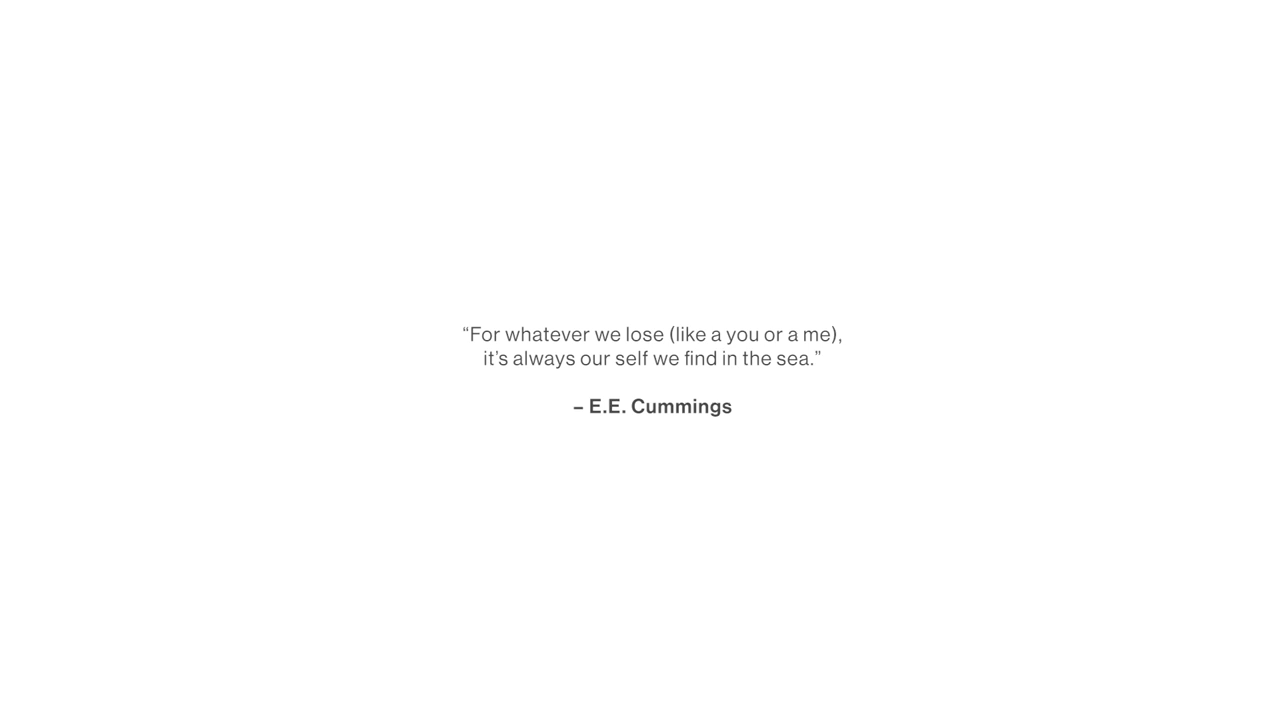 “For whatever we lose (like a you or a me),
it’s always our self we find in the sea.”
– E.E. Cummings